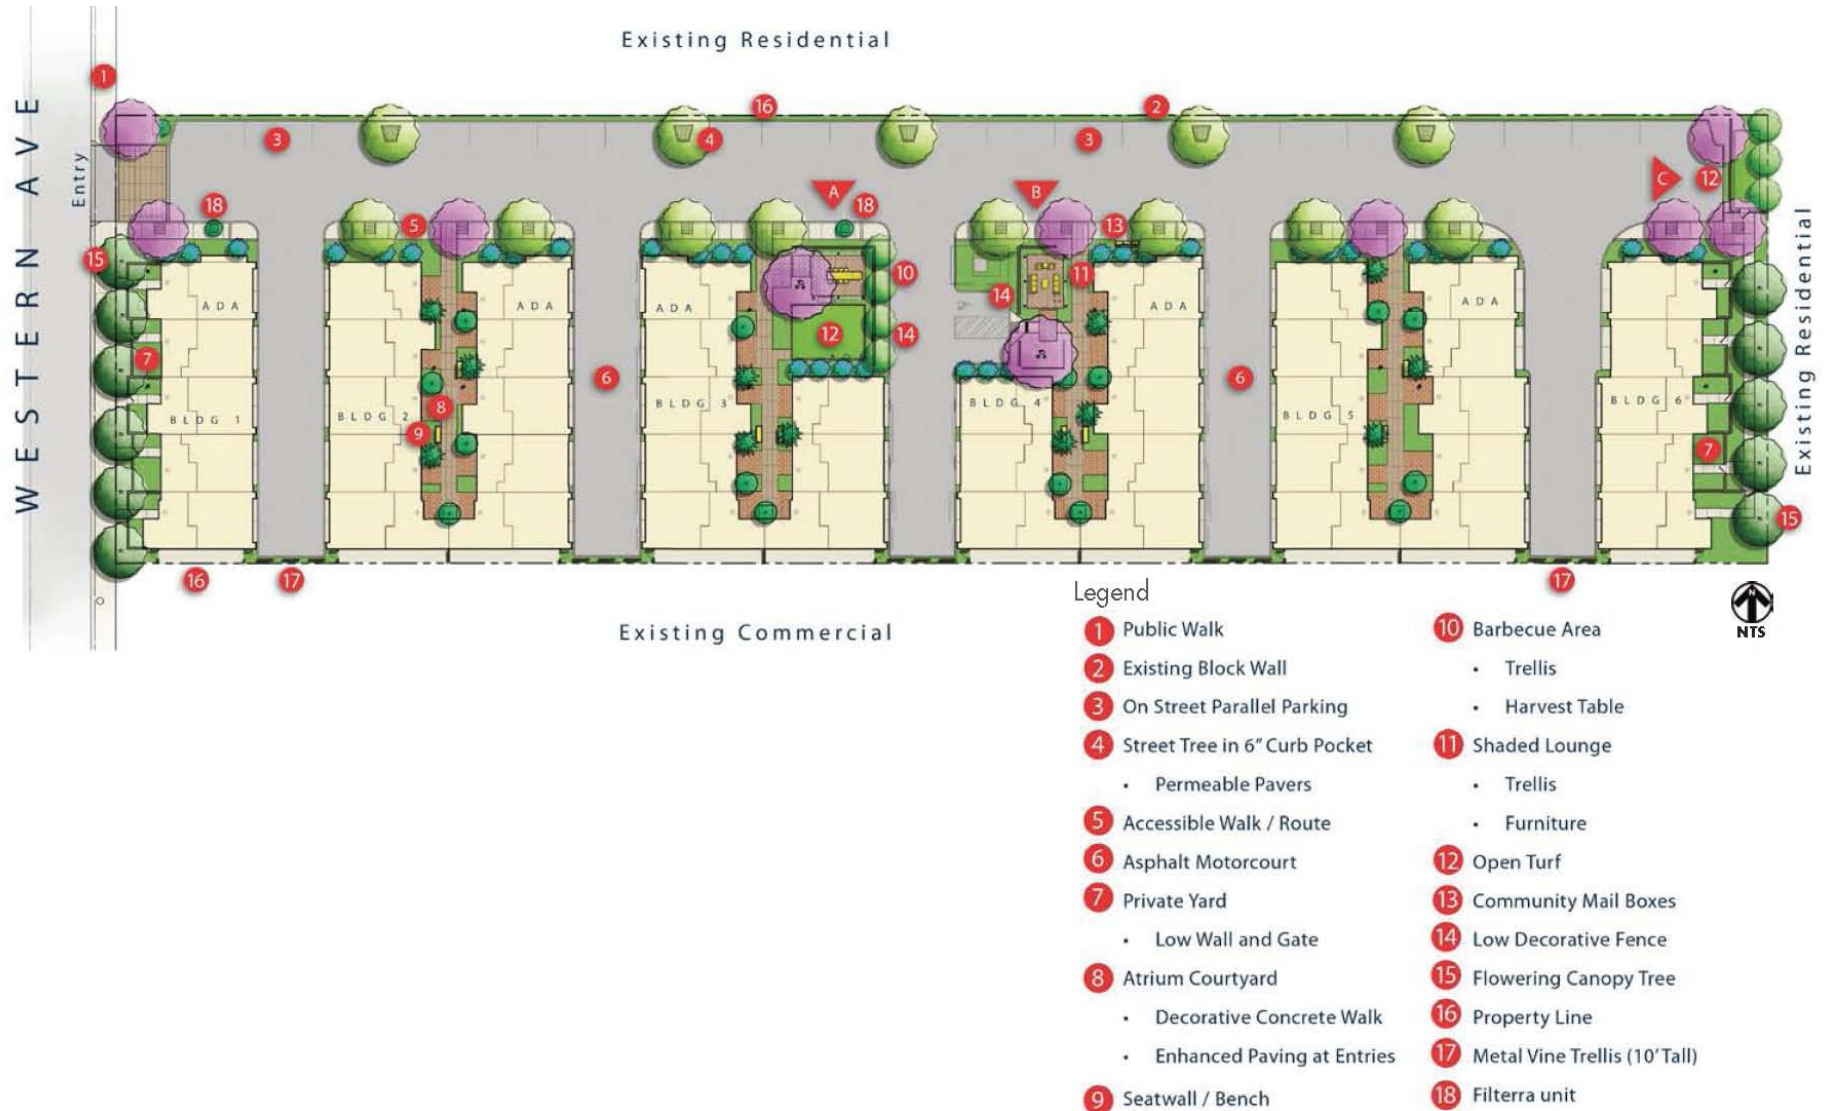 Existing Residential
1
16
2
WESTERN AVE
Entry
3
4
3
A
B
C
12
18
5
18
13
15
10
11
14
Existing Residential
ADA
ADA
ADA
ADA
ADA
12
14
7
6
6
BLDG 1
BLDG 2
8
9
BLDG 3
BLDG 4
BLDG 5
BLDG 6
7
15
16
17
17
Existing Commercial
N
NTS
Legend
1 Public Walk
2 Existing Block Wall
3 On Street Parallel Parking
4 Street Tree in 6" Curb Pocket
• Permeable Pavers
5 Accessible Walk / Route
6 Asphalt Motorcourt
7 Private Yard
• Low Wall and Gate
8 Atrium Courtyard
• Decorative Concrete Walk
• Enhanced Paving at Entries
9 Seatwall / Bench
10 Barbecue Area
• Trellis
• Harvest Table
11 Shaded Lounge
• Trellis
• Furniture
12 Open Turf
13 Community Mail Boxes
14 Low Decorative Fence
15 Flowering Canopy Tree
16 Property Line
17 Metal Vine Trellis (10' Tall)
18 Filterra unit